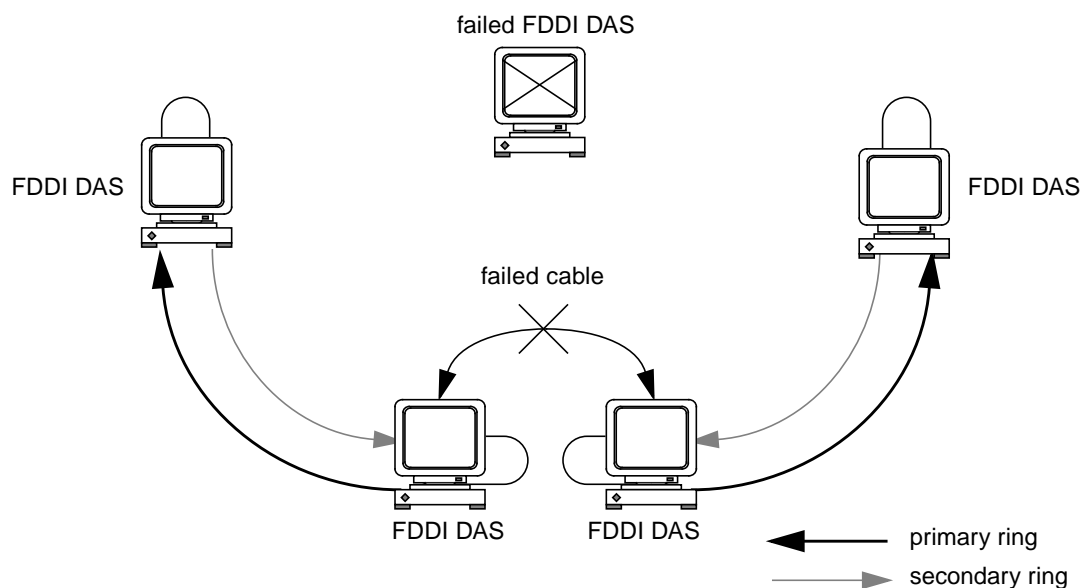 failed FDDI DAS
FDDI DAS
FDDI DAS
failed cable
FDDI DAS
FDDI DAS
primary ring
secondary ring